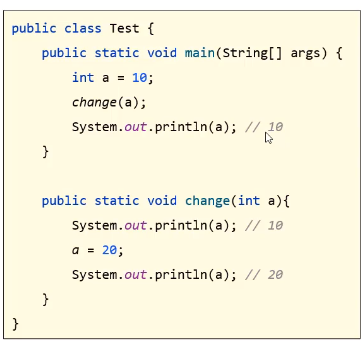 public class Test {
public static void main(String[] args) {
int a = 10;
change(a);
System.out.println(a); // 10
}
public static void change(int a){
System.out.println(a); // 10
a = 20;
System.out.println(a); // 20
}
}